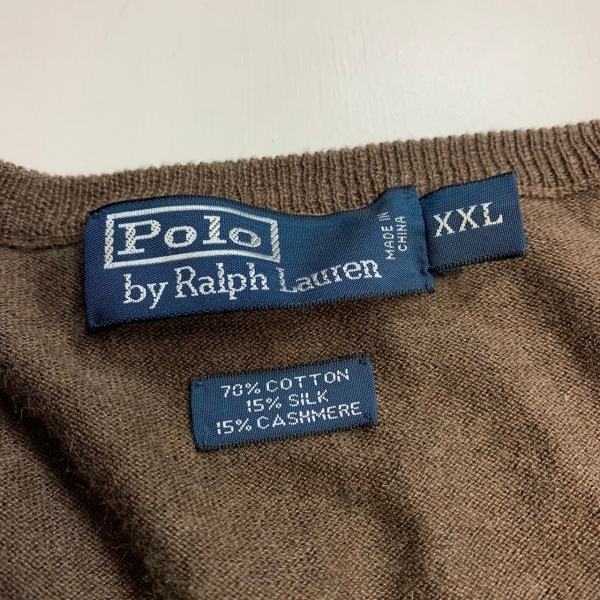 Polo
by Ralph Lauren
MADE IN
CHINA
XXL
70% COTTON
15% SILK
15% CASHMERE